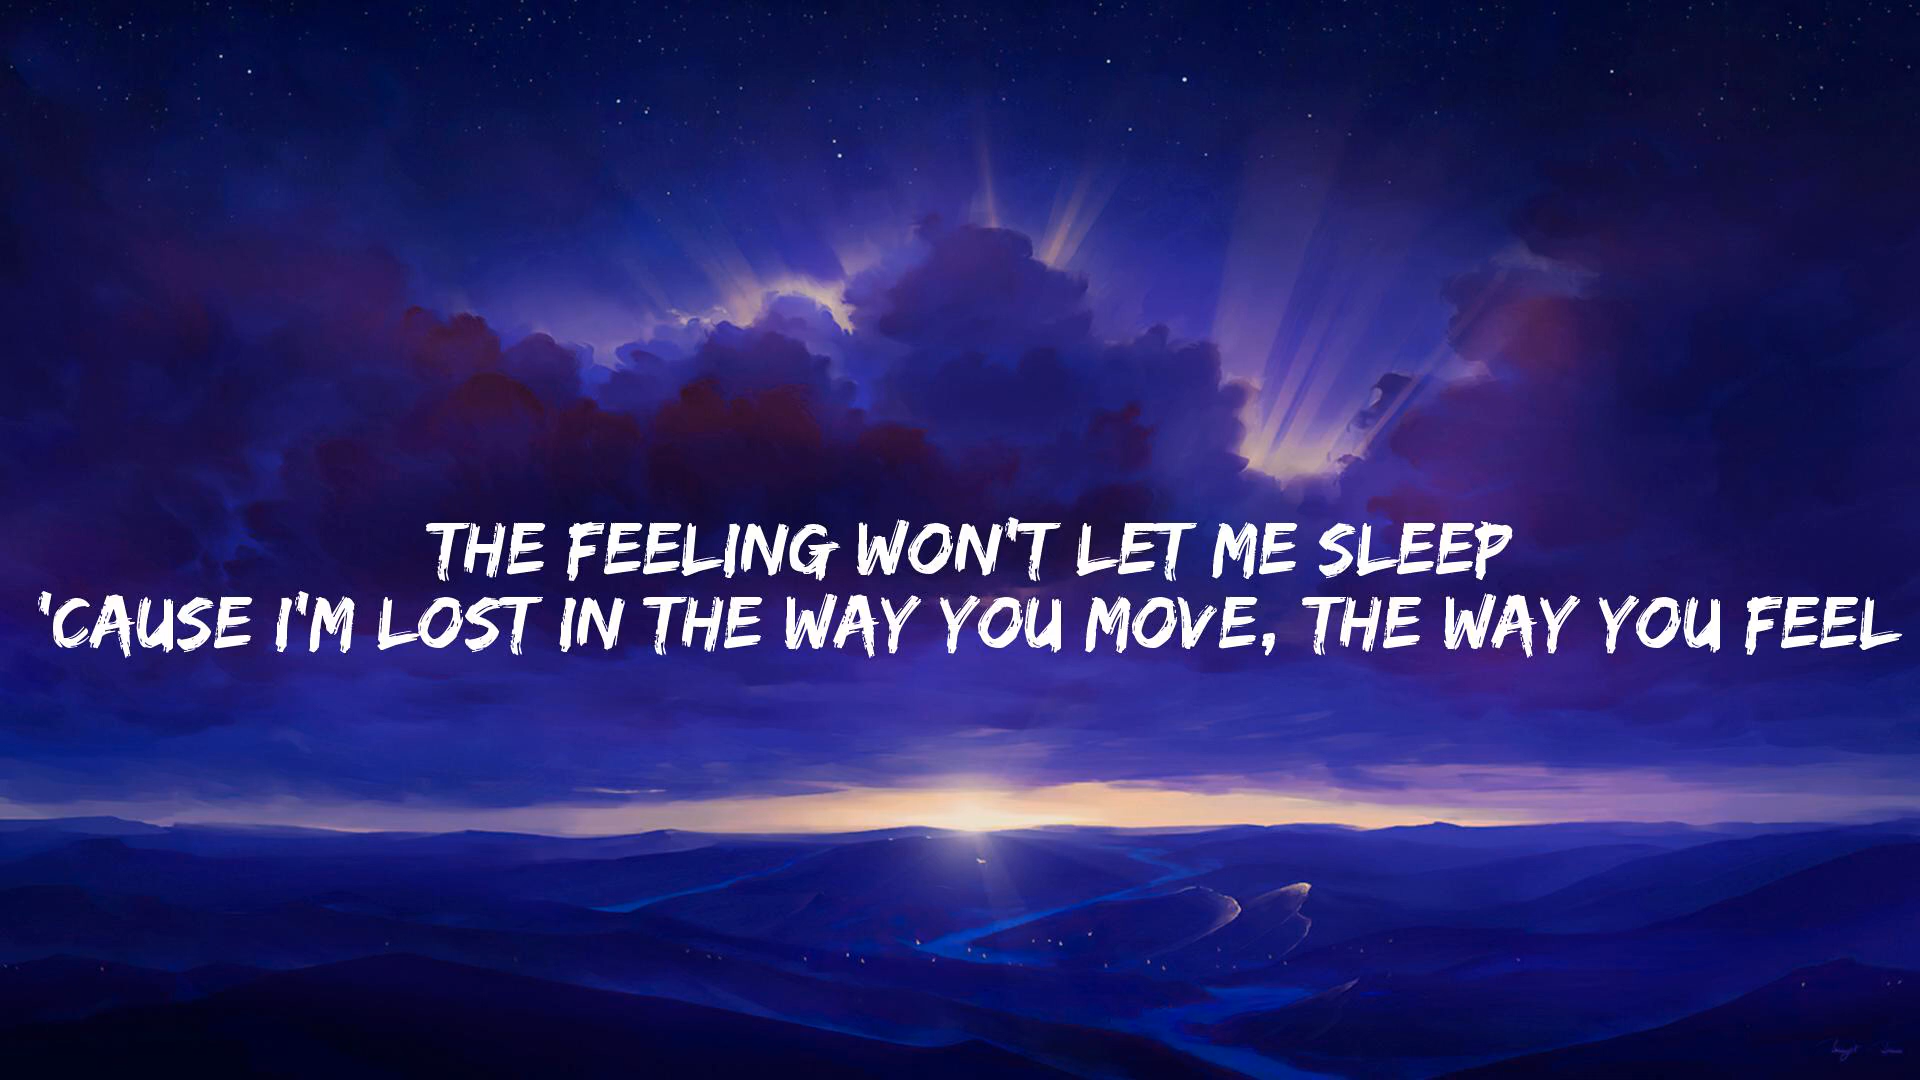 THE FEELING WON'T LET ME SLEEP
'CAUSE I'M LOST IN THE WAY YOU MOVE, THE WAY YOU FEEL